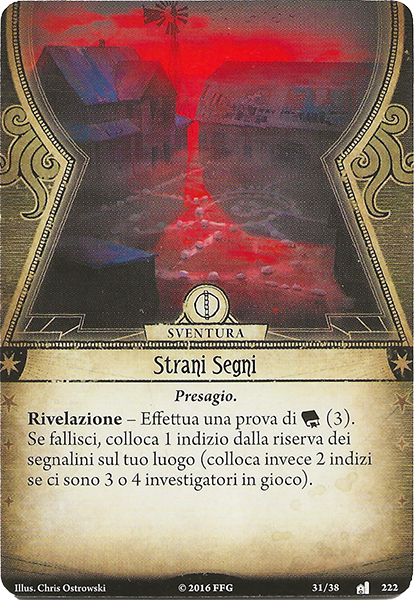 SVENTURA
Strani Segni
Presagio.
Rivelazione – Effettua una prova di (3).
Se fallisci, colloca 1 indizio dalla riserva dei
segnalini sul tuo luogo (colloca invece 2 indizi
se ci sono 3 o 4 investigatori in gioco).
Illus. Chris Ostrowski © 2016 FFG 31/38 222